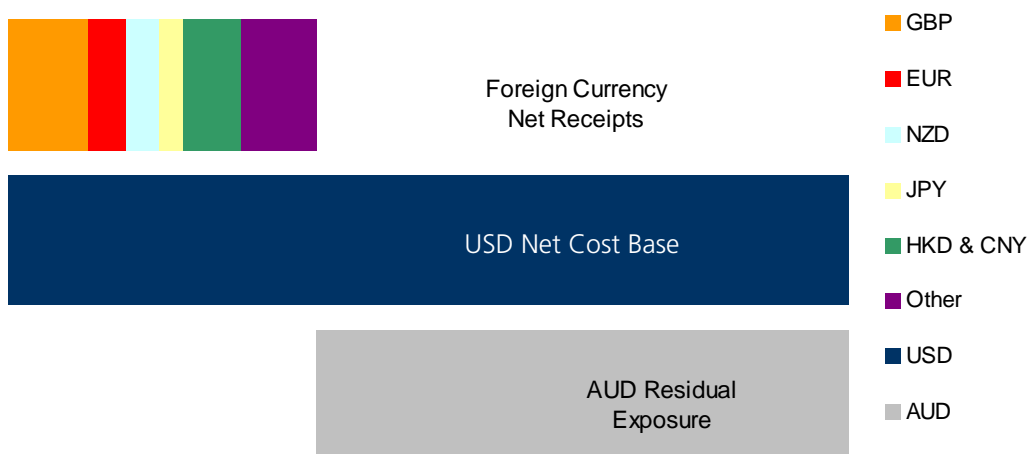 Foreign Currency
Net Receipts
USD Net Cost Base
AUD Residual
Exposure
GBP
EUR
NZD
JPY
HKD & CNY
Other
USD
AUD